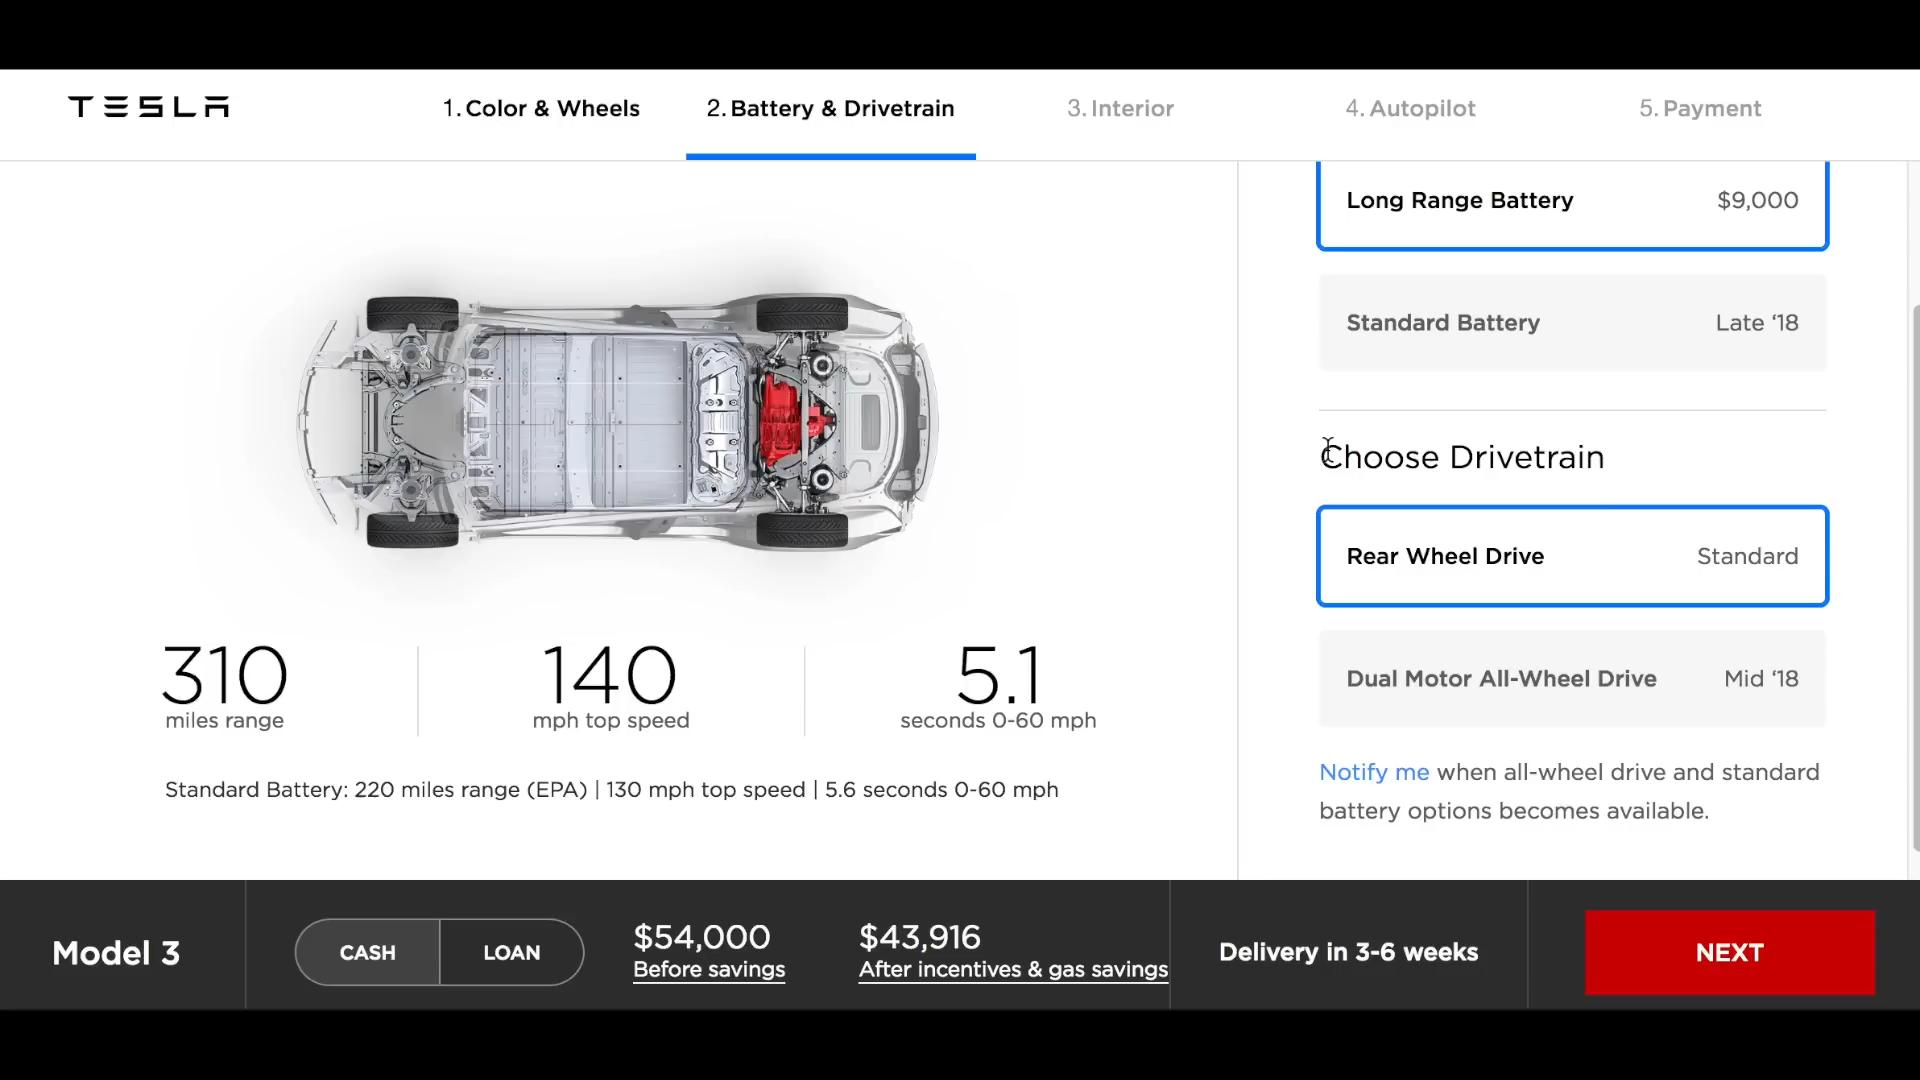 TESLA
1. Color & Wheels
2. Battery & Drivetrain
3. Interior
4. Autopilot
5. Payment
Long Range Battery $9,000
Standard Battery Late ‘18
Choose Drivetrain
Rear Wheel Drive Standard
Dual Motor All-Wheel Drive Mid ‘18
Notify me when all-wheel drive and standard
battery options becomes available.
310
miles range
140
mph top speed
5.1
seconds 0-60 mph
Standard Battery: 220 miles range (EPA) | 130 mph top speed | 5.6 seconds 0-60 mph
Model 3
CASH
LOAN
$54,000
Before savings
$43,916
After incentives & gas savings
Delivery in 3-6 weeks
NEXT